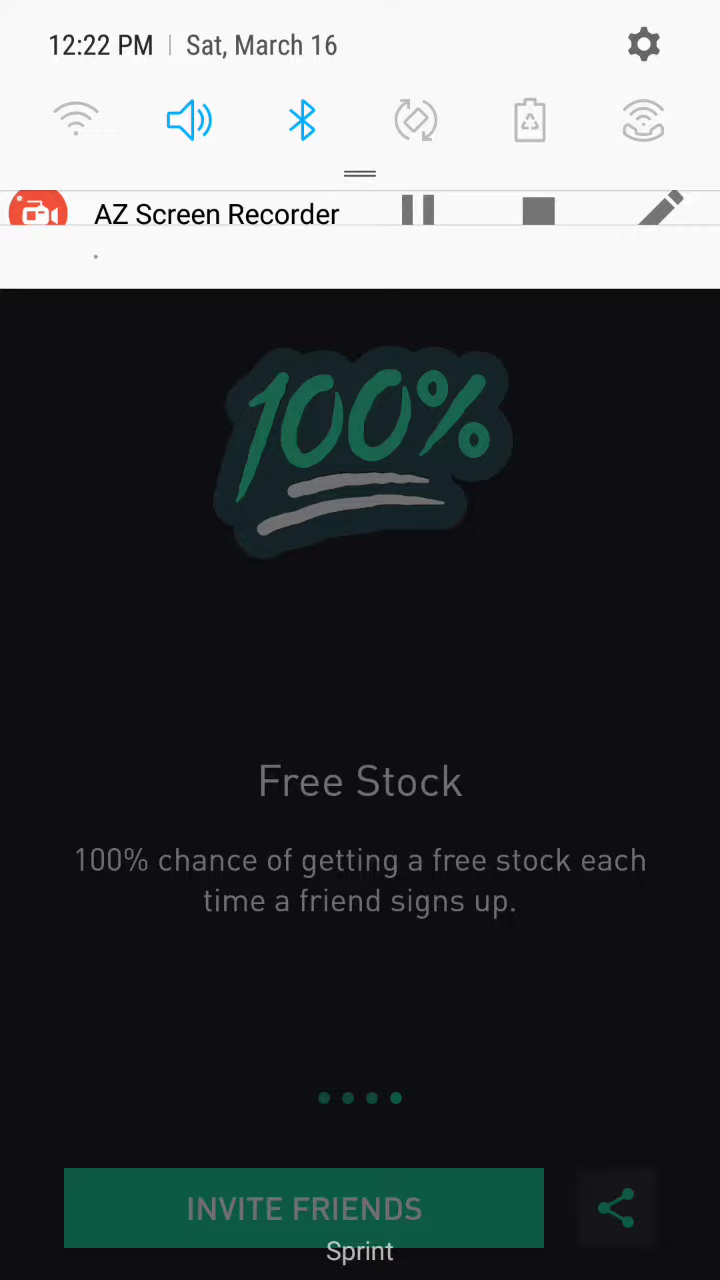 12:22 PM | Sat, March 16
AZ Screen Recorder
100%
Free Stock
100% chance of getting a free stock each
time a friend signs up.
INVITE FRIENDS
Sprint